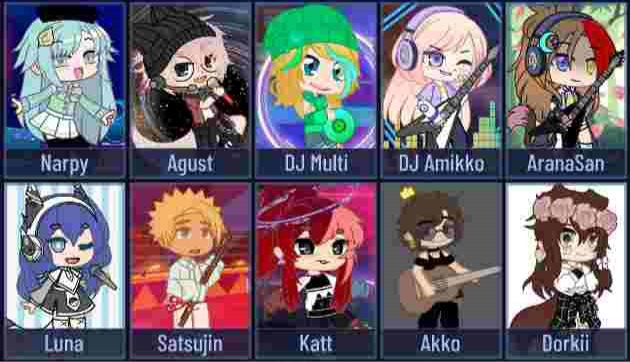 Narpy
Agust
DJ Multi
DJ Amikko
AranaSan
Luna
Satsujin
Katt
Akko
Dorkii